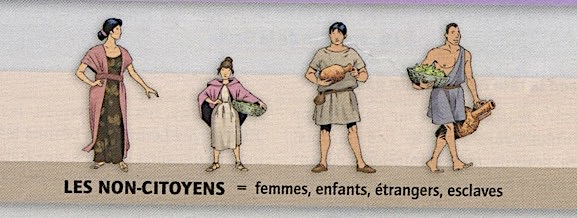 LES NON-CITOYENS = femmes, enfants, étrangers, esclaves